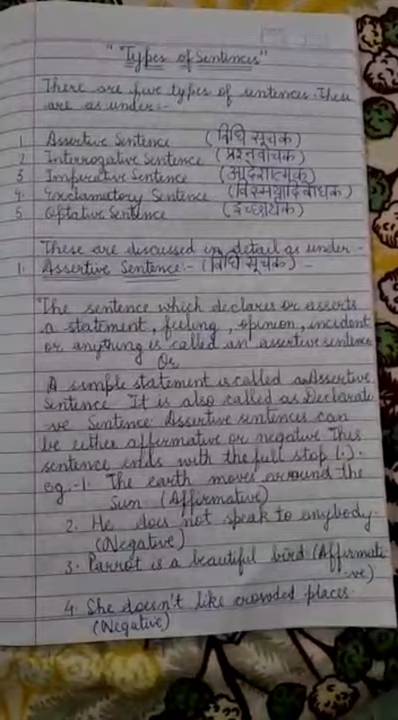 "Types of Sentences"
There are five types of sentences. These
are as under:-
1. Assertive Sentence (विधि सूचक)
2 Interrogative Sentence (प्रश्नवाचक)
3 Imperative Sentence (आदेशात्मक)
4. Exclamatory Sentence (विस्मयादिबोधक)
5 Optative Sentence (इच्छार्थक)
These are discussed in detail as under-
1. Assertive Sentence:- (विधि सूचक)-
The sentence which declares or asserts
a statement, feeling, opinion, incident
or anything is called an assertive sentence
Or
A simple statement is called as Assertive
Sentence. It is also called as Declarati
ve Sentence. Assertive sentences can
be either affirmative or negative. This
sentence ends with the full stop (.).
eg.-1. The earth moves around the
Sun (Affirmative)
2. He does not speak to anybody.
(Negative)
3. Parrot is a beautiful bird (Affirmati
-ve)
4. She doesn't like crowded places.
(Negative)